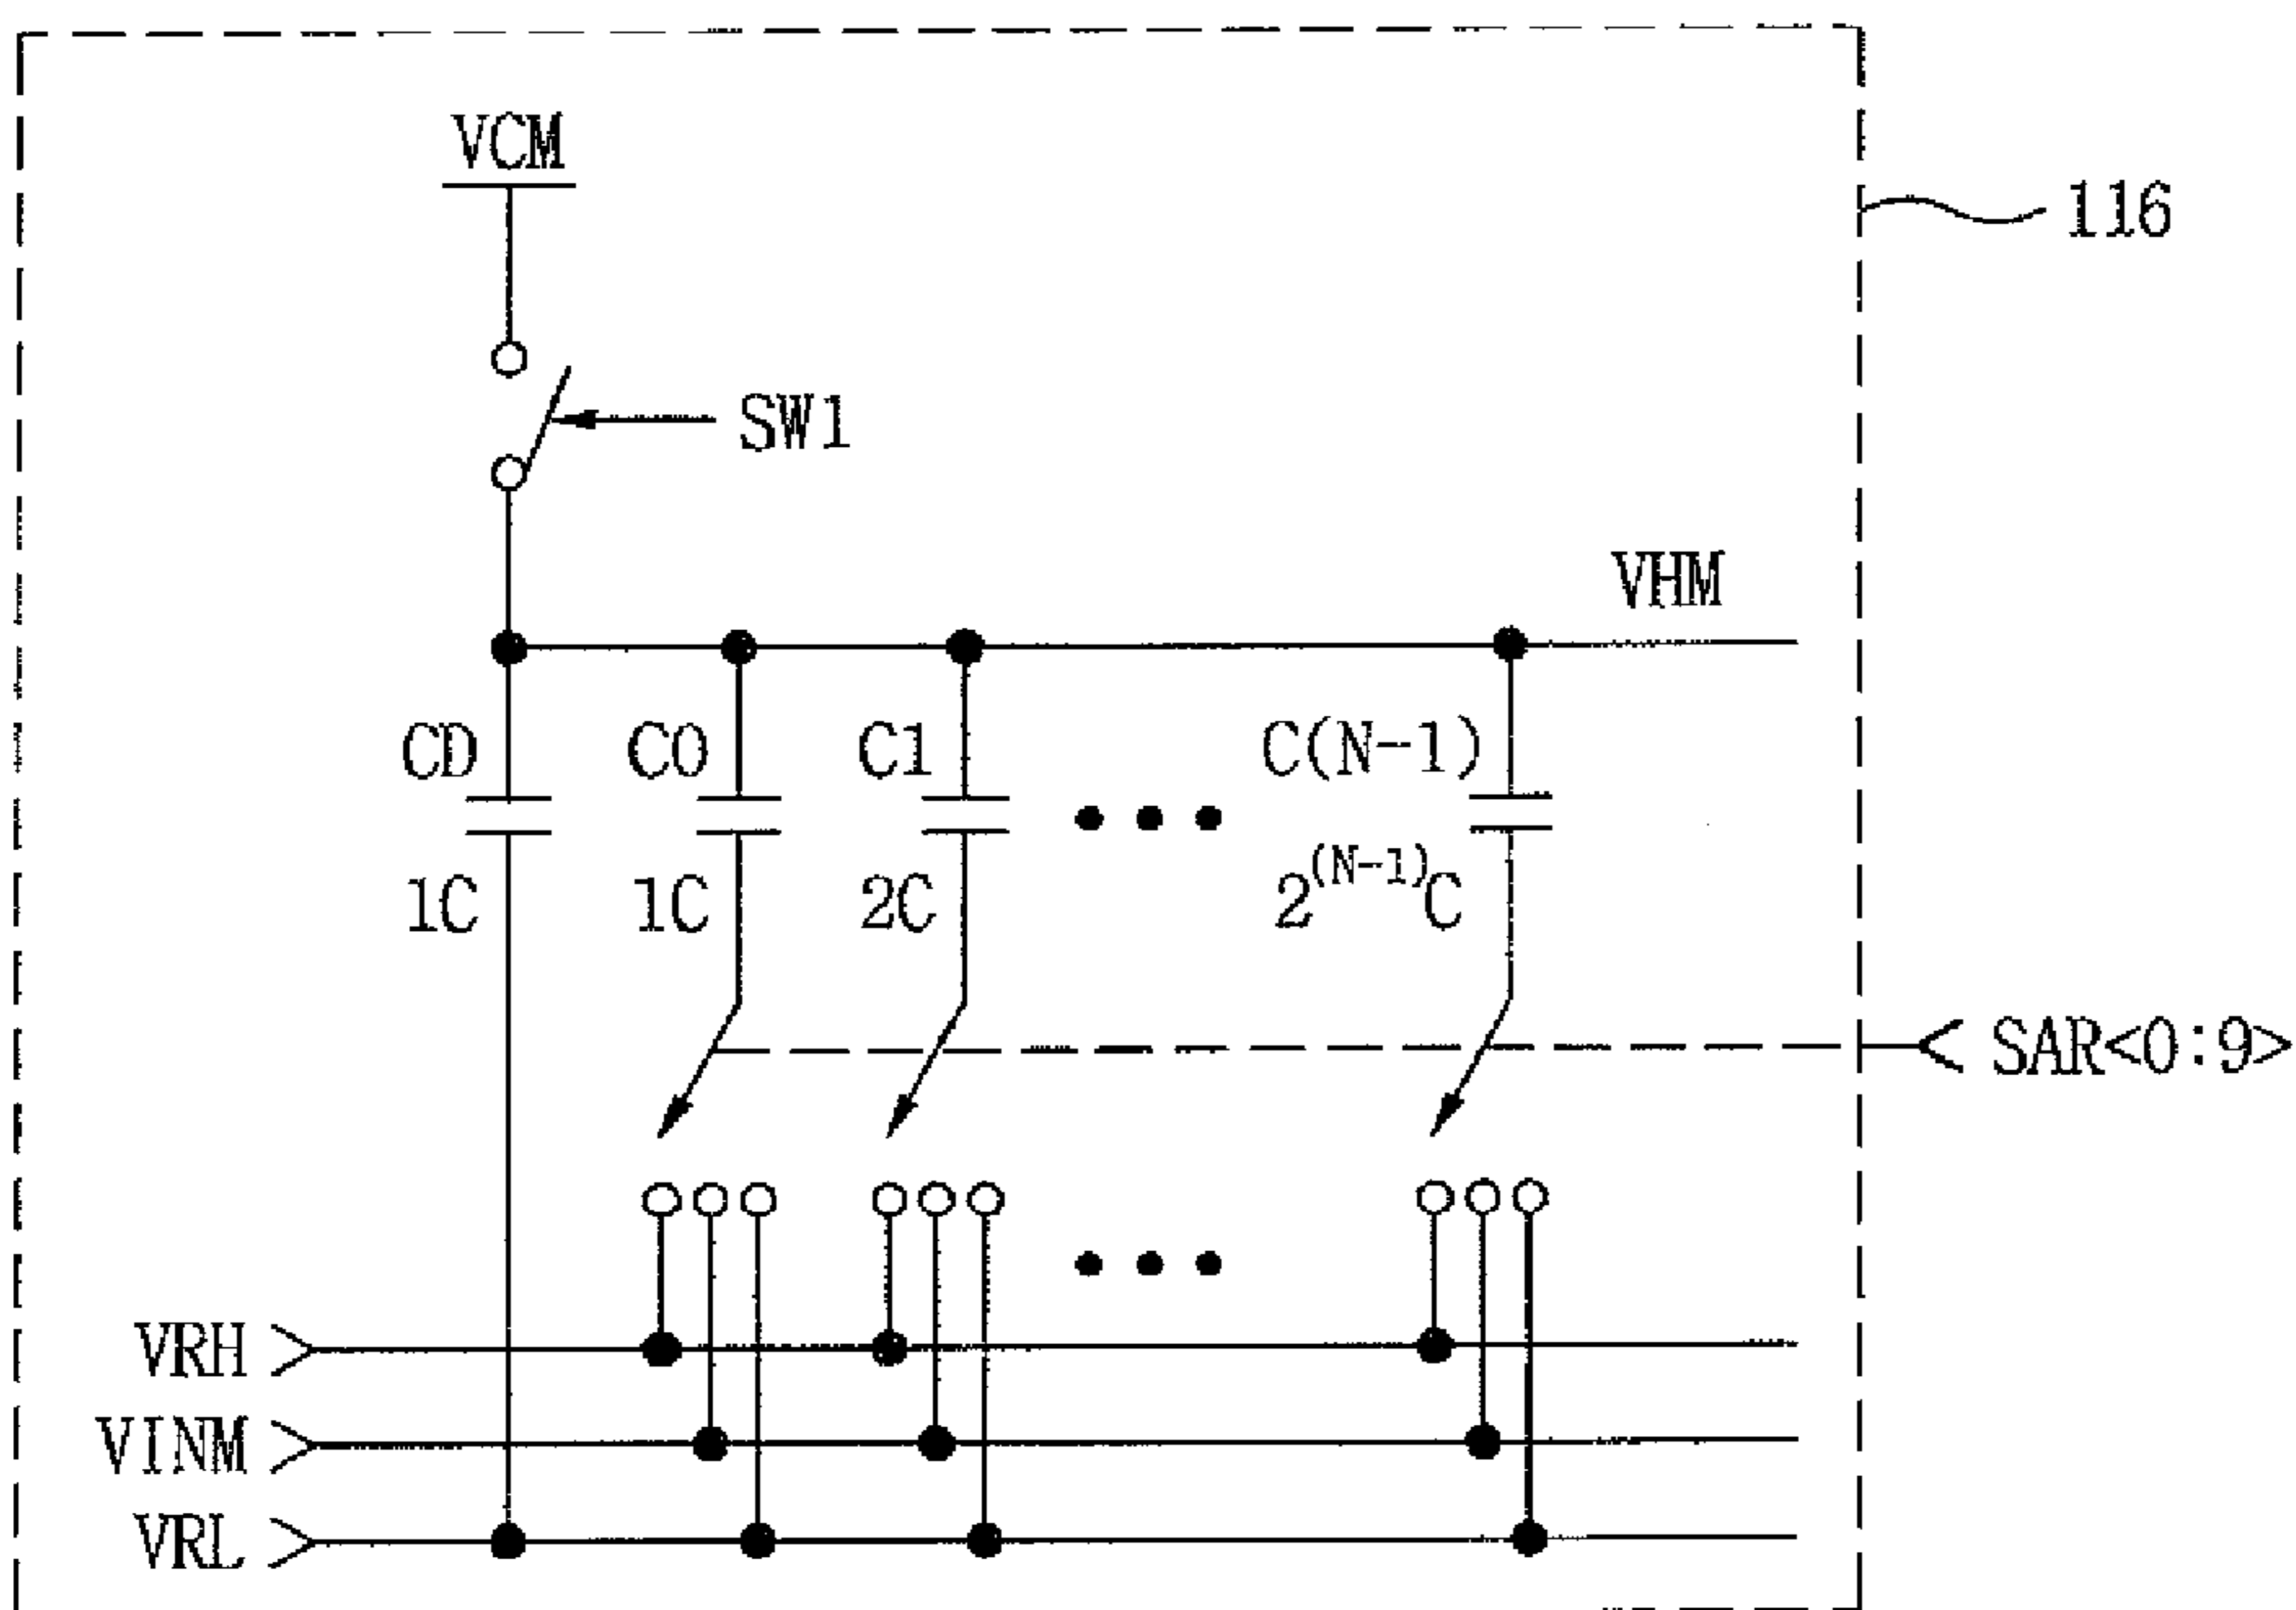 VCM
116
SW1
VHM
CD
C0
C1
C(N-1)
1C
1C
2C
2^(N-1)C
SAR<0:9>
VRH
VINM
VRL